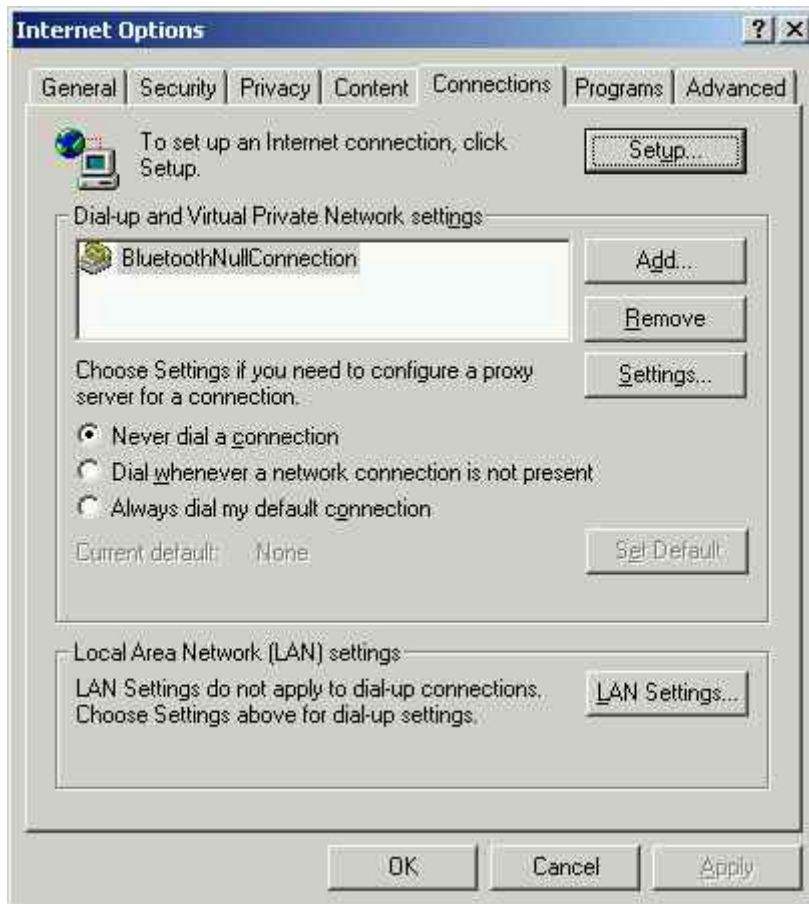 Internet Options
General Security Privacy Content Connections Programs Advanced
To set up an Internet connection, click
Setup.
Setup...
Dial-up and Virtual Private Network settings
BluetoothNullConnection
Add...
Remove
Choose Settings if you need to configure a proxy
server for a connection.
Settings...
Never dial a connection
Dial whenever a network connection is not present
Always dial my default connection
Current default: None
Set Default
Local Area Network (LAN) settings
LAN Settings do not apply to dial-up connections.
Choose Settings above for dial-up settings.
LAN Settings...
OK Cancel Apply